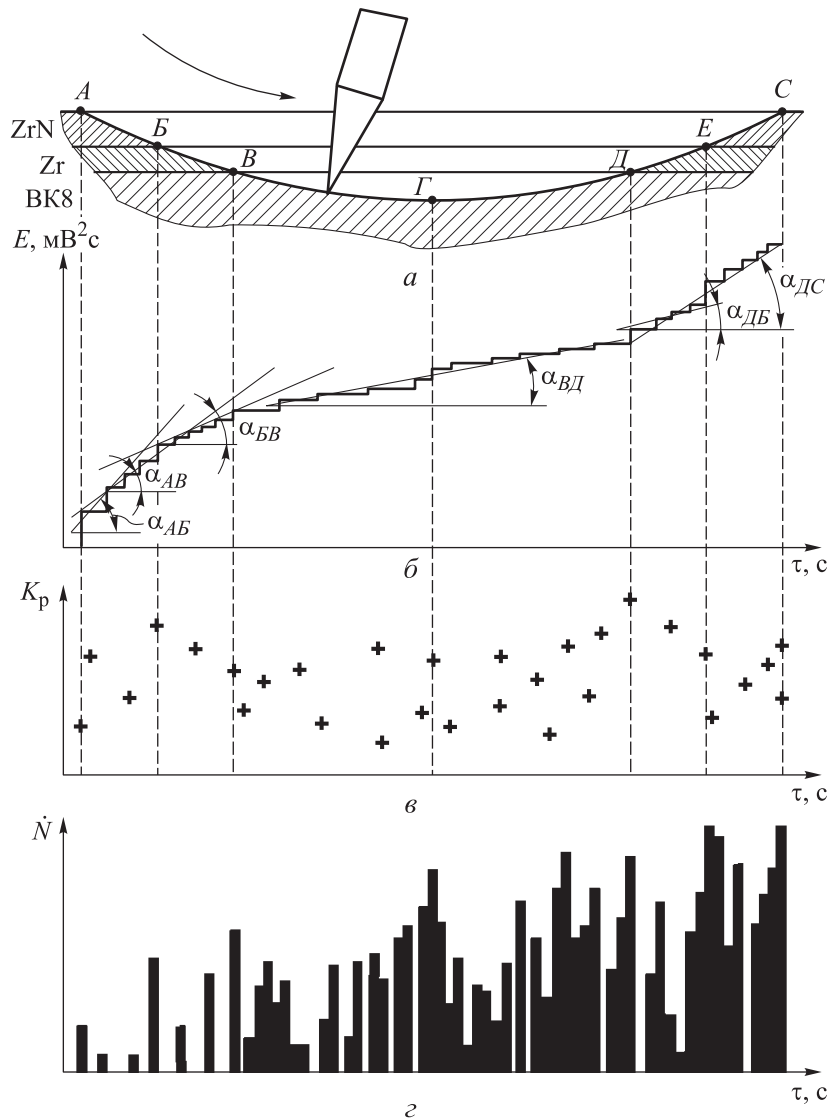 А
С
ZrN
Б
Е
Zr
В
Д
ВК8
Г
E, мВ²с
а
α_ДС
α_ДБ
α_ВД
α_БВ
α_АВ
α_АБ
τ, с
б
K_р
τ, с
в
Ṅ
τ, с
г